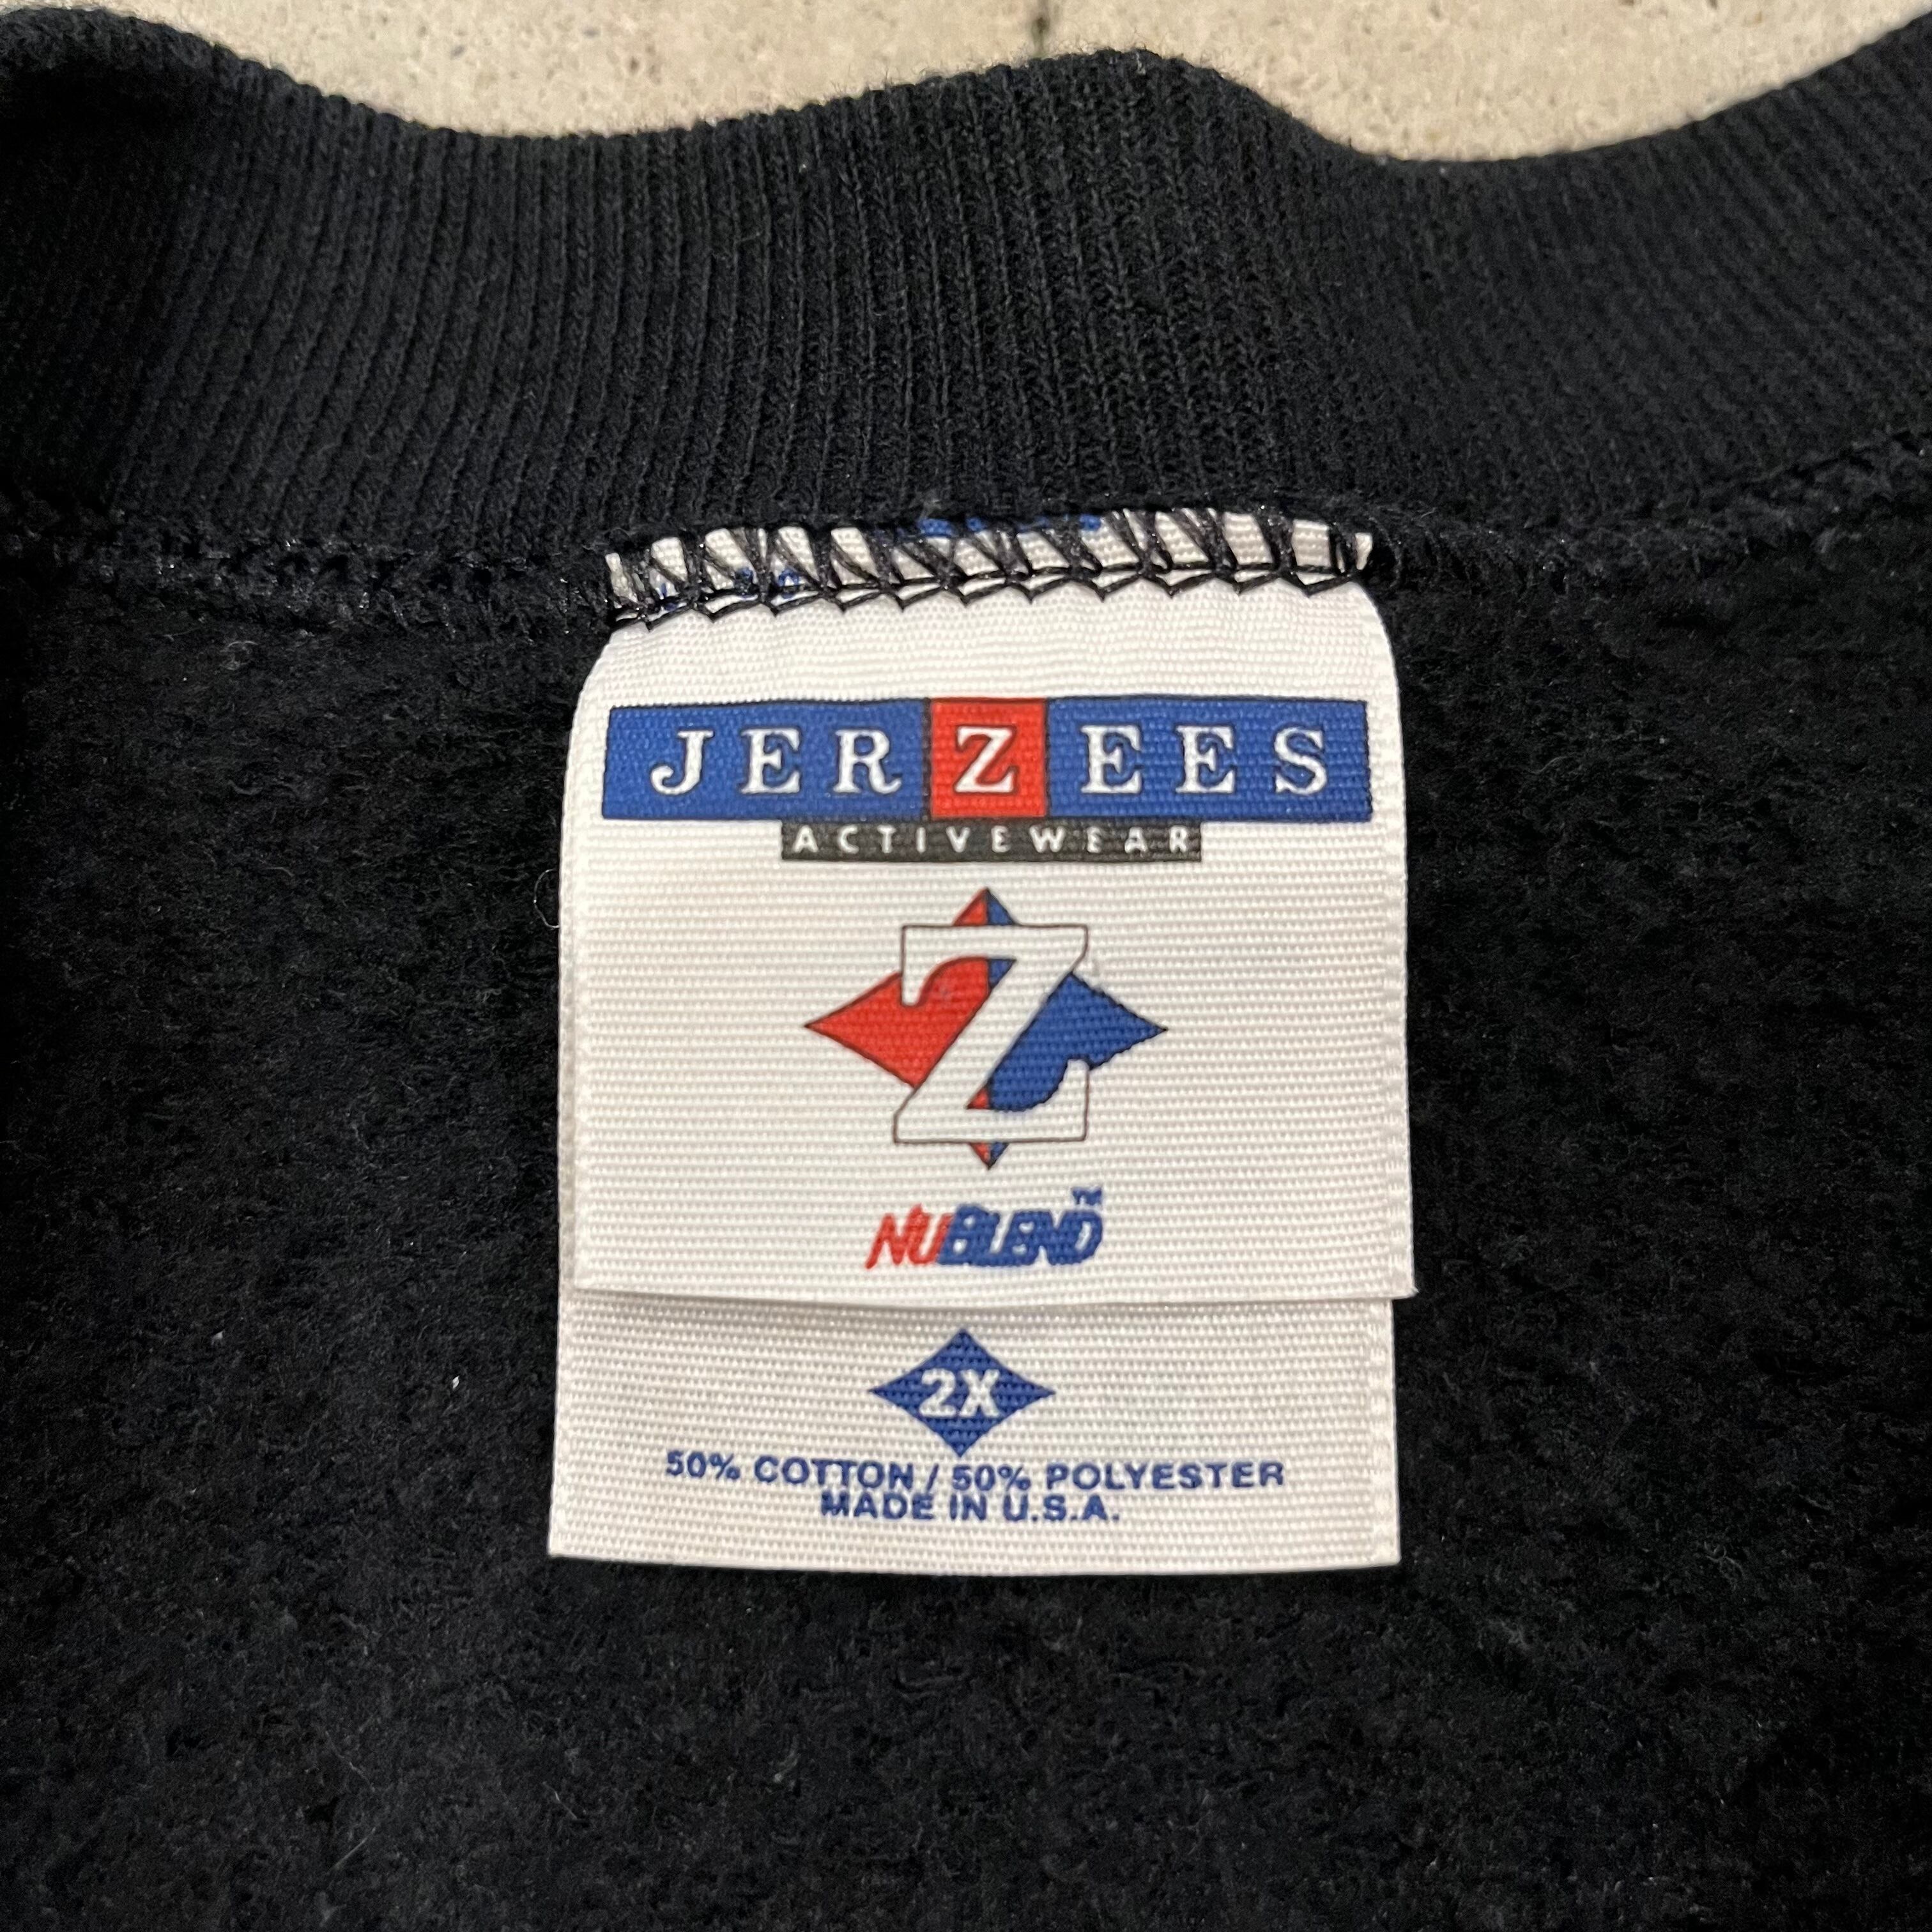 JERZEES
ACTIVEWEAR
Z
NUBLEND™
2X
50% COTTON / 50% POLYESTER
MADE IN U.S.A.